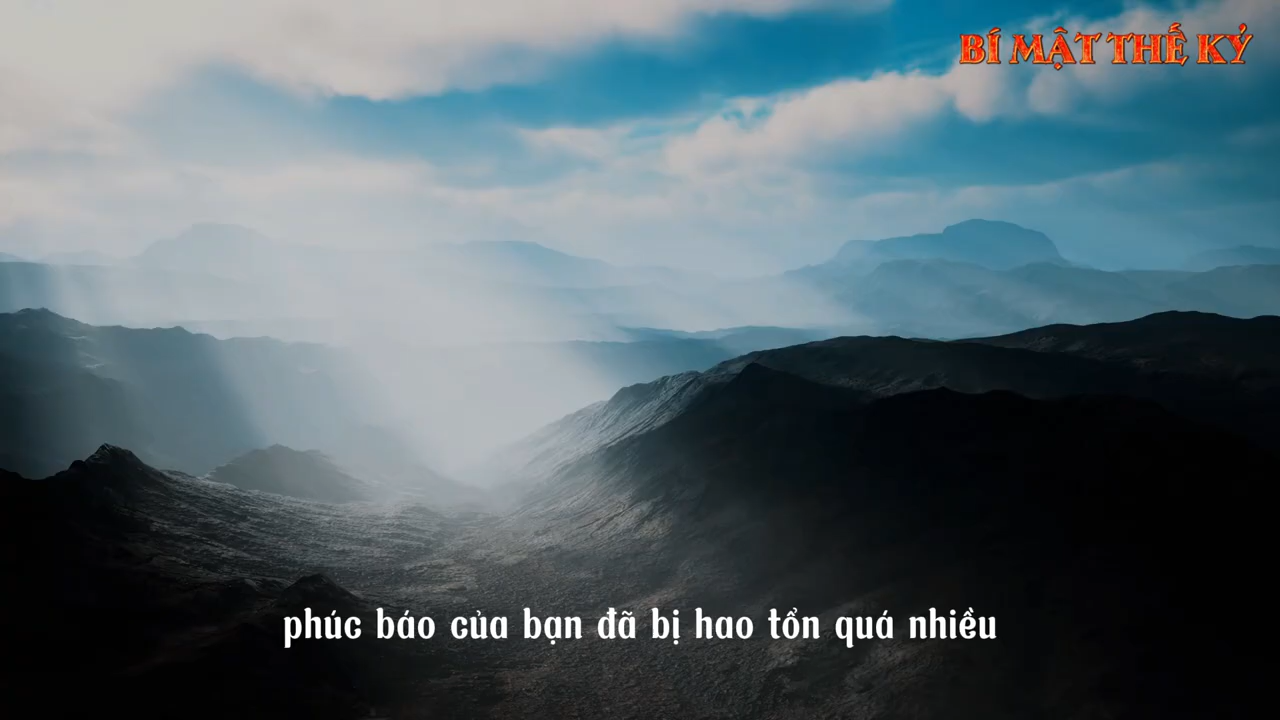 BÍ MẬT THẾ KỶ
phúc báo của bạn đã bị hao tổn quá nhiều